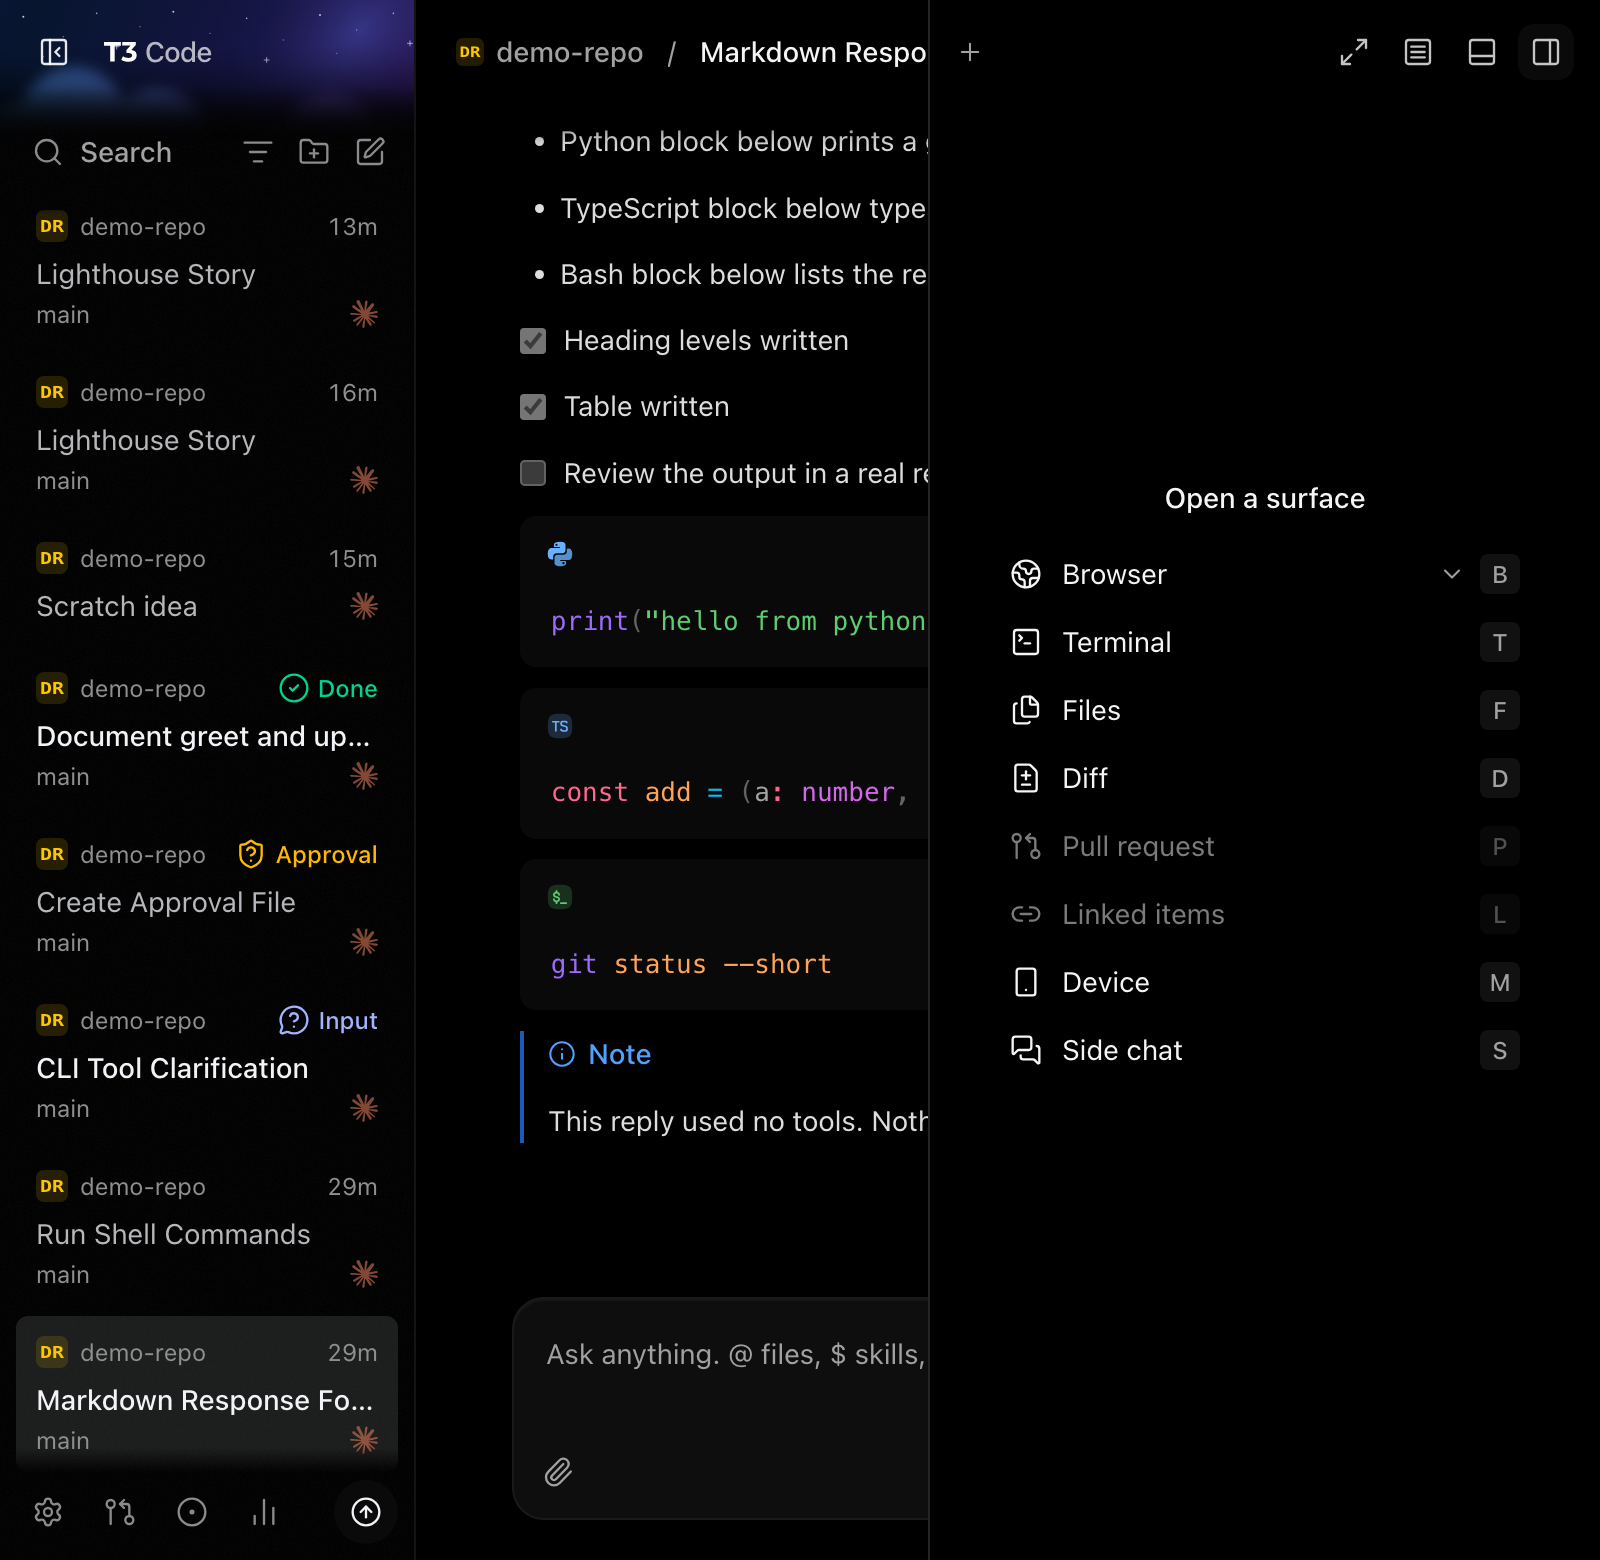 T3 Code
Search
DR demo-repo 13m
Lighthouse Story
main
DR demo-repo 16m
Lighthouse Story
main
DR demo-repo 15m
Scratch idea
DR demo-repo Done
Document greet and up...
main
DR demo-repo Approval
Create Approval File
main
DR demo-repo Input
CLI Tool Clarification
main
DR demo-repo 29m
Run Shell Commands
main
DR demo-repo 29m
Markdown Response Fo...
main
DR demo-repo / Markdown Respo
Python block below prints a
TypeScript block below type
Bash block below lists the re
Heading levels written
Table written
Review the output in a real re
print("hello from python
TS
const add = (a: number,
$_
git status --short
Note
This reply used no tools. Noth
Ask anything. @ files, $ skills,
Open a surface
Browser B
Terminal T
Files F
Diff D
Pull request P
Linked items L
Device M
Side chat S